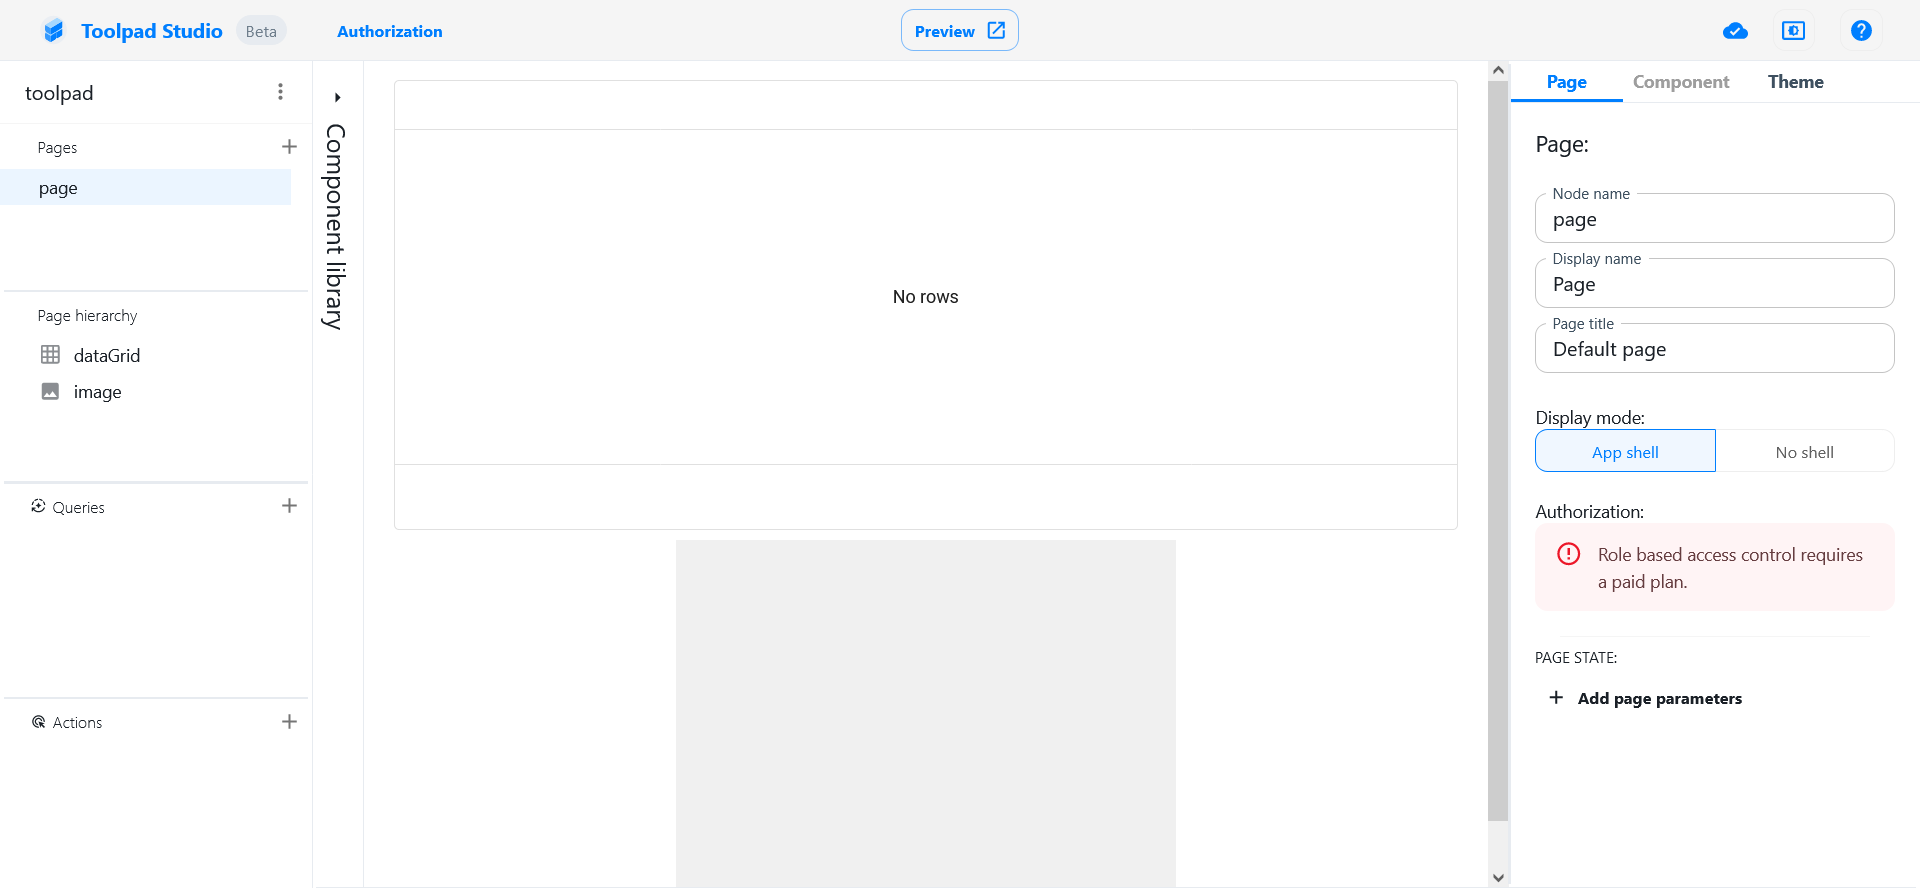 Toolpad Studio Beta Authorization Preview
toolpad
Pages
page
Page hierarchy
dataGrid
image
Queries
Actions
Component library
No rows
Page Component Theme
Page:
Node name
page
Display name
Page
Page title
Default page
Display mode:
App shell No shell
Authorization:
Role based access control requires
a paid plan.
PAGE STATE:
Add page parameters